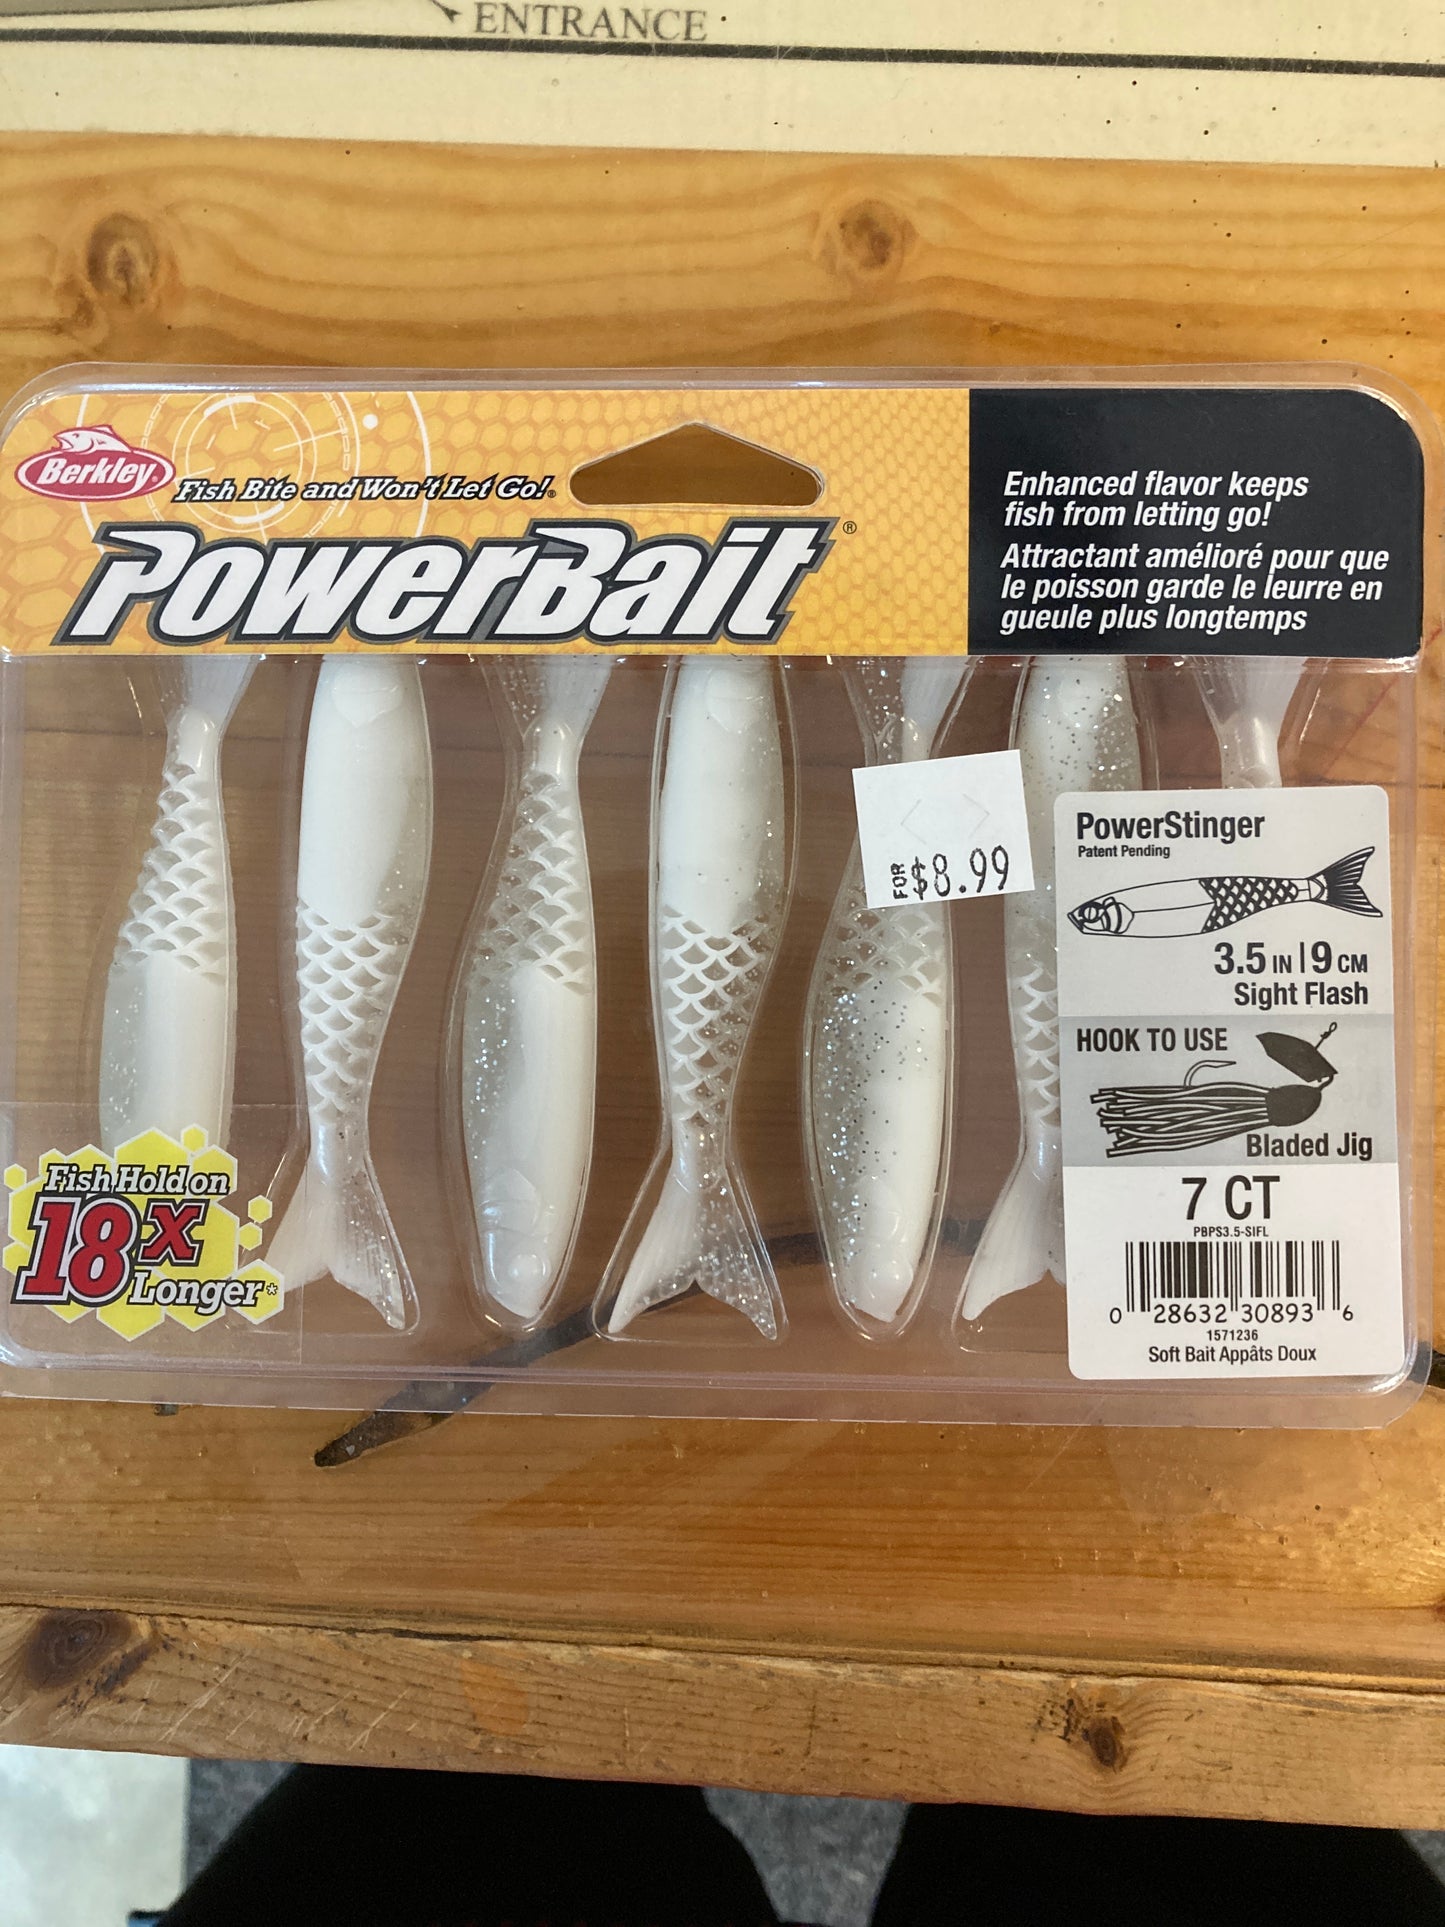 ENTRANCE
Berkley®
Fish Bite and Won't Let Go!®
PowerBait®
Enhanced flavor keeps
fish from letting go!
Attractant amélioré pour que
le poisson garde le leurre en
gueule plus longtemps
FOR $8.99
PowerStinger
Patent Pending
3.5 IN | 9 CM
Sight Flash
HOOK TO USE
Bladed Jig
7 CT
PBPS3.5-SIFL
0 28632 30893 6
1571236
Soft Bait Appâts Doux
Fish Hold on
18x
Longer*